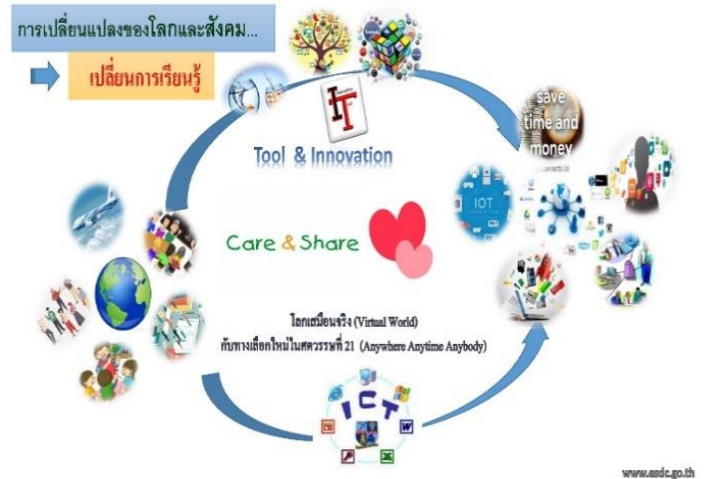 การเปลี่ยนแปลงของโลกและสังคม...
เปลี่ยนการเรียนรู้
IT
Tool & Innovation
save
time and
money
IOT
Care & Share
โลกเสมือนจริง (Virtual World)
กับทางเลือกใหม่ในศตวรรษที่ 21 (Anywhere Anytime Anybody)
ICT
www.esdc.go.th